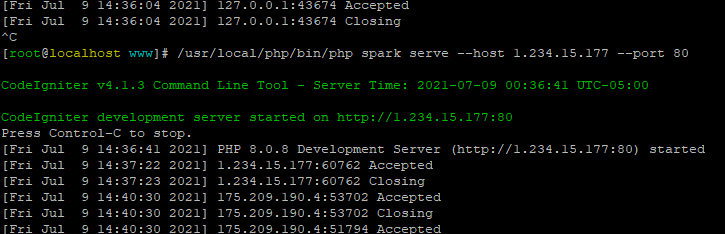 [Fri Jul  9 14:36:04 2021] 127.0.0.1:43674 Accepted
[Fri Jul  9 14:36:04 2021] 127.0.0.1:43674 Closing
^C
[root@localhost www]# /usr/local/php/bin/php spark serve --host 1.234.15.177 --port 80
CodeIgniter v4.1.3 Command Line Tool - Server Time: 2021-07-09 00:36:41 UTC-05:00
CodeIgniter development server started on http://1.234.15.177:80
Press Control-C to stop.
[Fri Jul  9 14:36:41 2021] PHP 8.0.8 Development Server (http://1.234.15.177:80) started
[Fri Jul  9 14:37:22 2021] 1.234.15.177:60762 Accepted
[Fri Jul  9 14:37:23 2021] 1.234.15.177:60762 Closing
[Fri Jul  9 14:40:30 2021] 175.209.190.4:53702 Accepted
[Fri Jul  9 14:40:30 2021] 175.209.190.4:53702 Closing
[Fri Jul  9 14:40:30 2021] 175.209.190.4:51794 Accepted